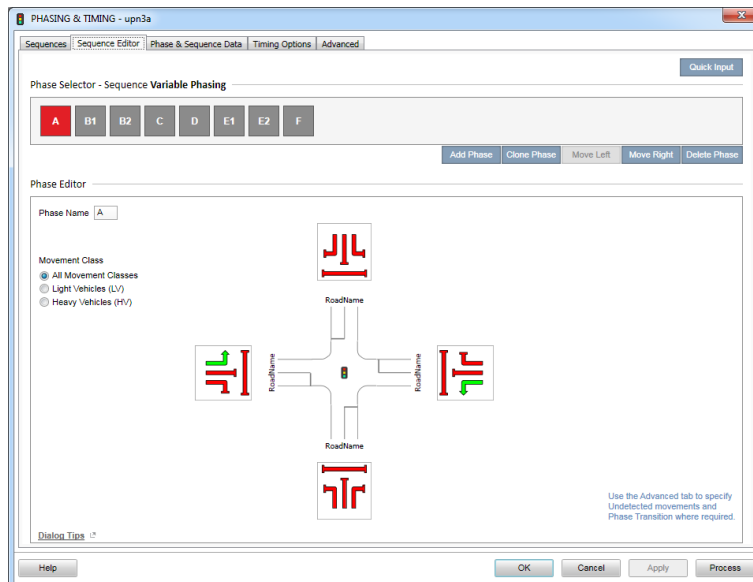 PHASING & TIMING - upn3a
Sequences Sequence Editor Phase & Sequence Data Timing Options Advanced
Quick Input
Phase Selector - Sequence Variable Phasing
A B1 B2 C D E1 E2 F
Add Phase Clone Phase Move Left Move Right Delete Phase
Phase Editor
Phase Name A
Movement Class
All Movement Classes
Light Vehicles (LV)
Heavy Vehicles (HV)
RoadName
RoadName
RoadName
RoadName
Use the Advanced tab to specify
Undetected movements and
Phase Transition where required.
Dialog Tips
Help OK Cancel Apply Process